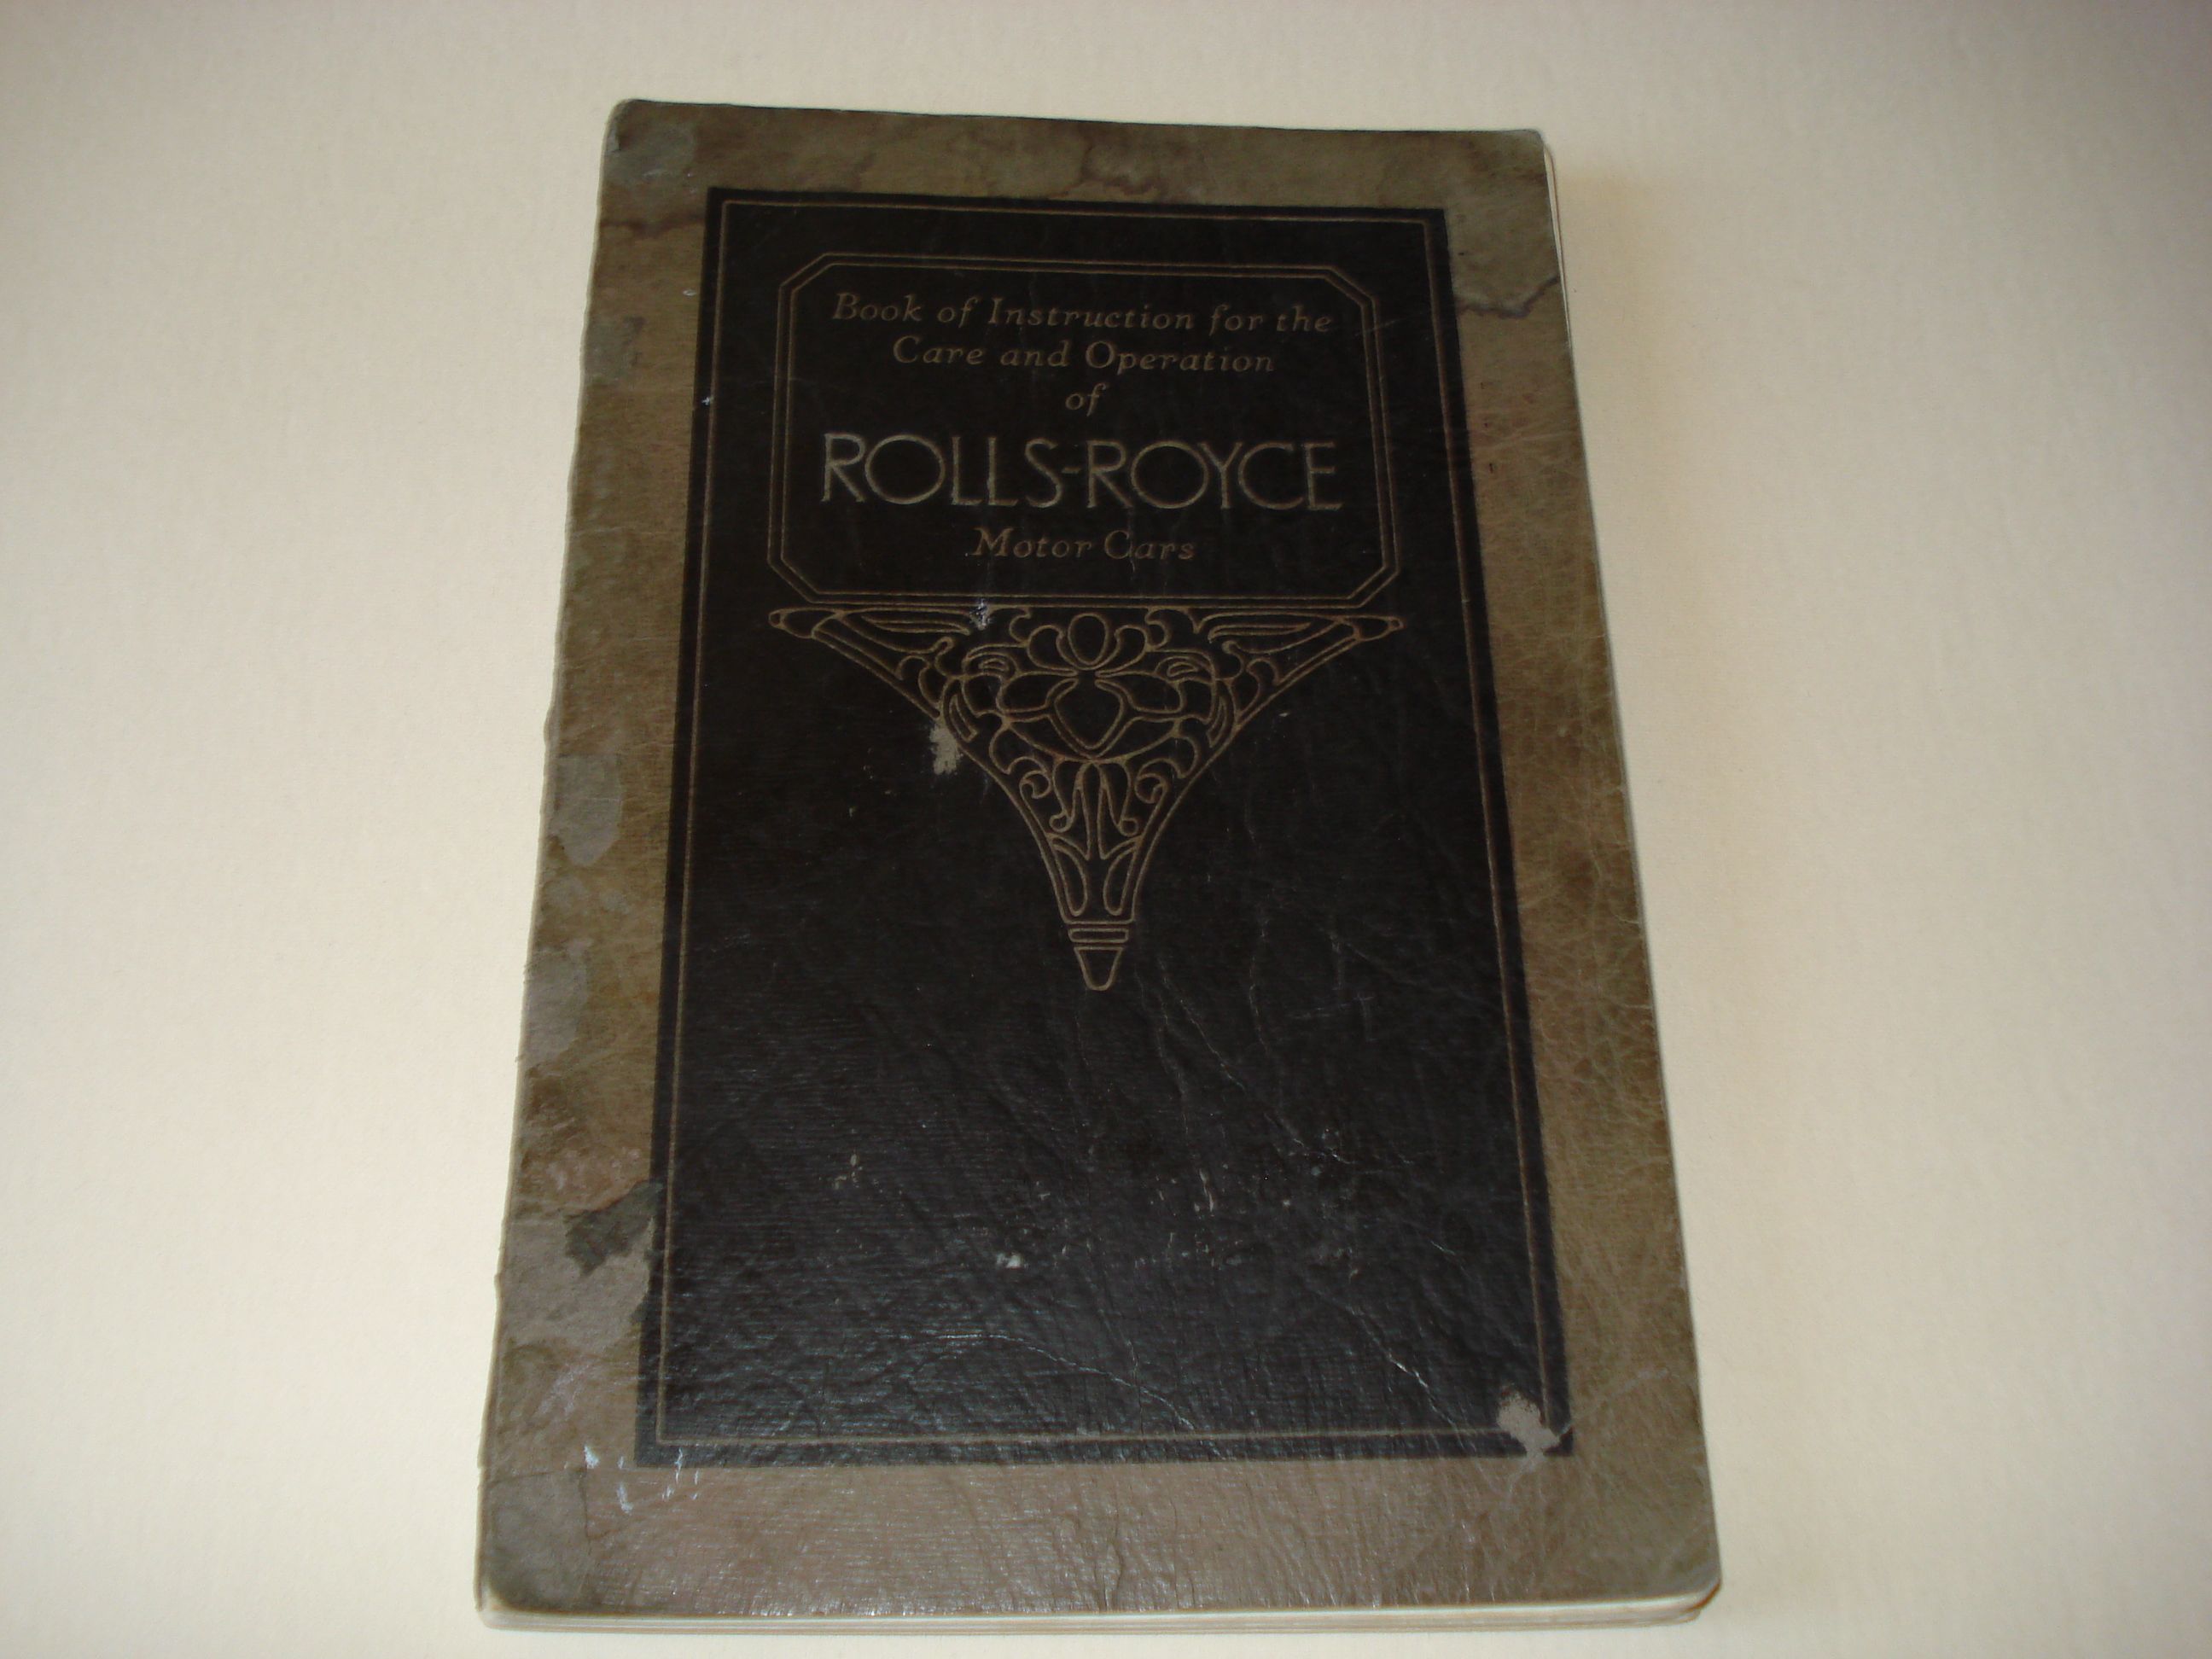 Book of Instruction for the
Care and Operation
of
ROLLS-ROYCE
Motor Cars